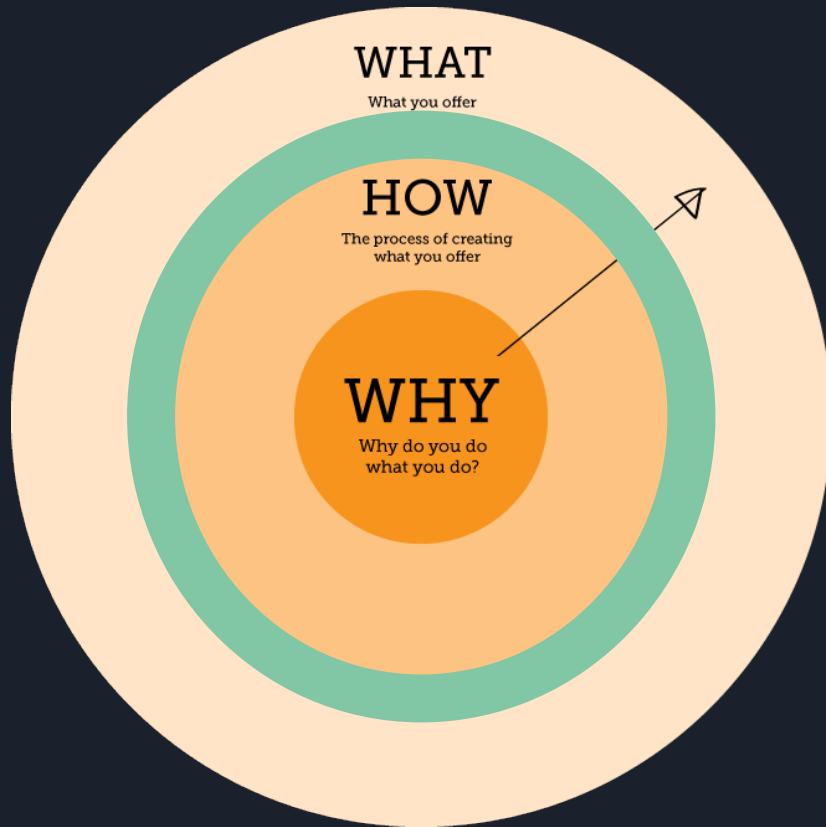 WHAT
What you offer
HOW
The process of creating
what you offer
WHY
Why do you do
what you do?